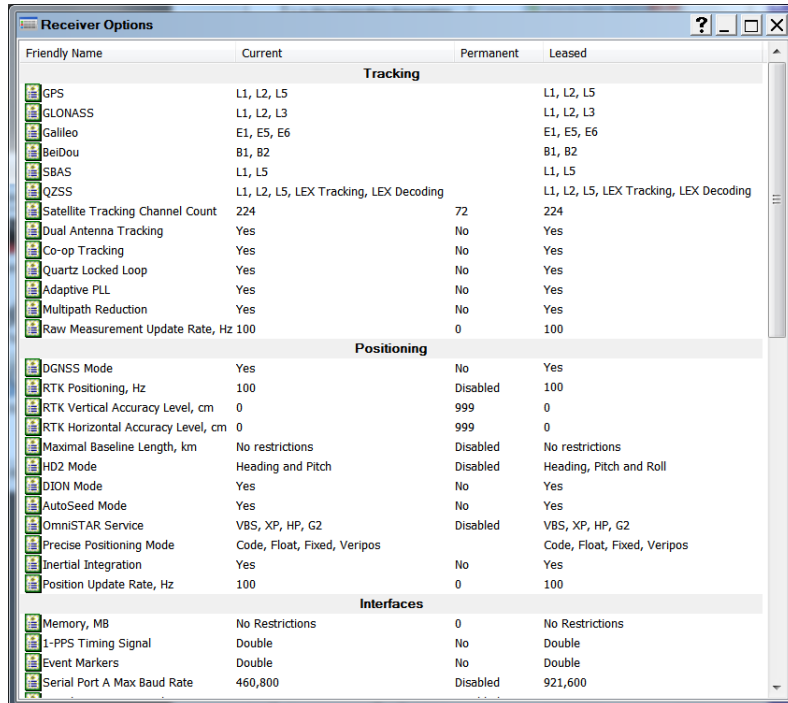 Receiver Options
Friendly Name Current Permanent Leased
Tracking
GPS L1, L2, L5 L1, L2, L5
GLONASS L1, L2, L3 L1, L2, L3
Galileo E1, E5, E6 E1, E5, E6
BeiDou B1, B2 B1, B2
SBAS L1, L5 L1, L5
QZSS L1, L2, L5, LEX Tracking, LEX Decoding L1, L2, L5, LEX Tracking, LEX Decoding
Satellite Tracking Channel Count 224 72 224
Dual Antenna Tracking Yes No Yes
Co-op Tracking Yes No Yes
Quartz Locked Loop Yes No Yes
Adaptive PLL Yes No Yes
Multipath Reduction Yes No Yes
Raw Measurement Update Rate, Hz 100 0 100
Positioning
DGNSS Mode Yes No Yes
RTK Positioning, Hz 100 Disabled 100
RTK Vertical Accuracy Level, cm 0 999 0
RTK Horizontal Accuracy Level, cm 0 999 0
Maximal Baseline Length, km No restrictions Disabled No restrictions
HD2 Mode Heading and Pitch Disabled Heading, Pitch and Roll
DION Mode Yes No Yes
AutoSeed Mode Yes No Yes
OmniSTAR Service VBS, XP, HP, G2 Disabled VBS, XP, HP, G2
Precise Positioning Mode Code, Float, Fixed, Veripos Code, Float, Fixed, Veripos
Inertial Integration Yes No Yes
Position Update Rate, Hz 100 0 100
Interfaces
Memory, MB No Restrictions 0 No Restrictions
1-PPS Timing Signal Double No Double
Event Markers Double No Double
Serial Port A Max Baud Rate 460,800 Disabled 921,600